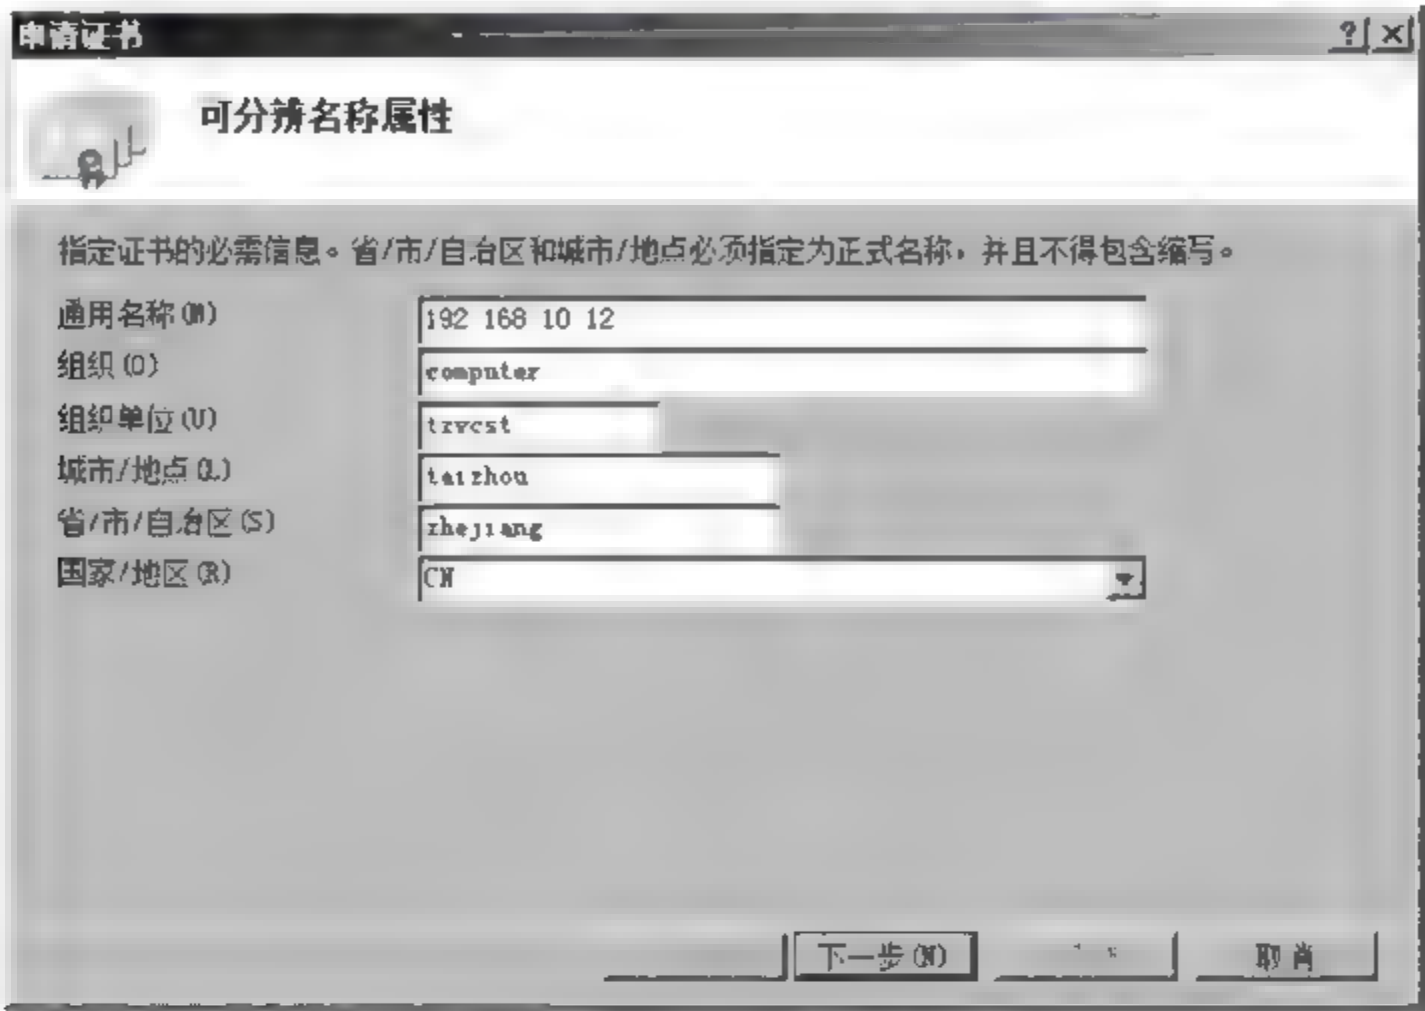 申请证书
可分辨名称属性
指定证书的必需信息。省/市/自治区和城市/地点必须指定为正式名称，并且不得包含缩写。
通用名称(M)
192 168 10 12
组织(O)
computer
组织单位(U)
城市/地点(L)
taizhou
省/市/自治区(S)
zhejiang
国家/地区(R)
CN
下一步(N)
取消